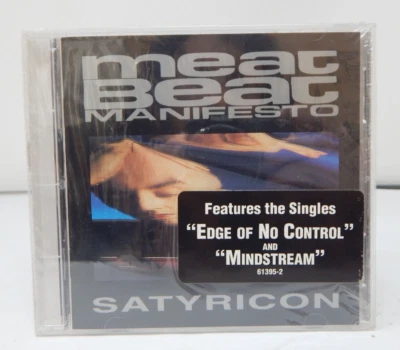 meat
Beat
MANIFESTO
Features the Singles
"EDGE OF NO CONTROL"
AND
"MINDSTREAM"
61395-2
SATYRICON